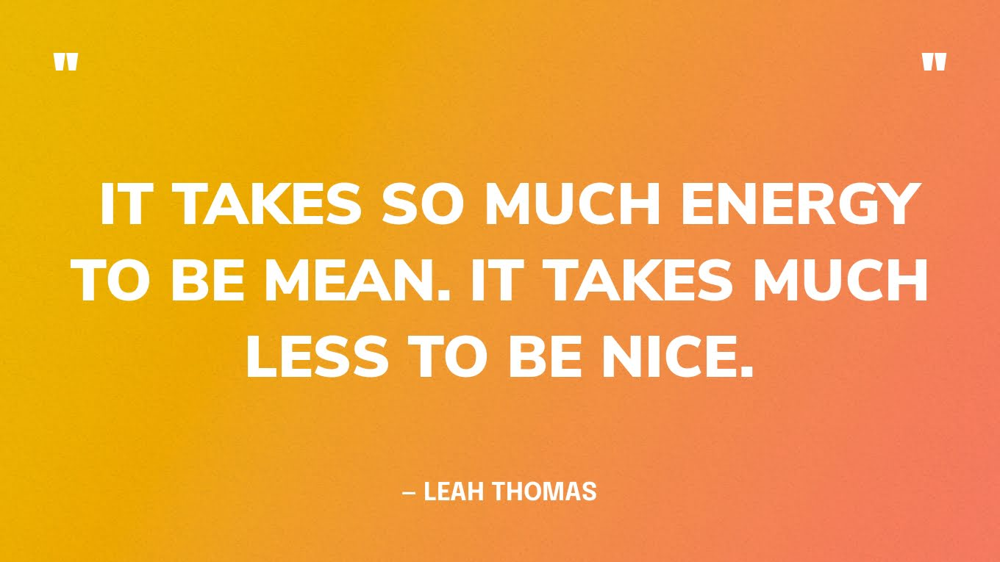 " "
IT TAKES SO MUCH ENERGY
TO BE MEAN. IT TAKES MUCH
LESS TO BE NICE.
– LEAH THOMAS